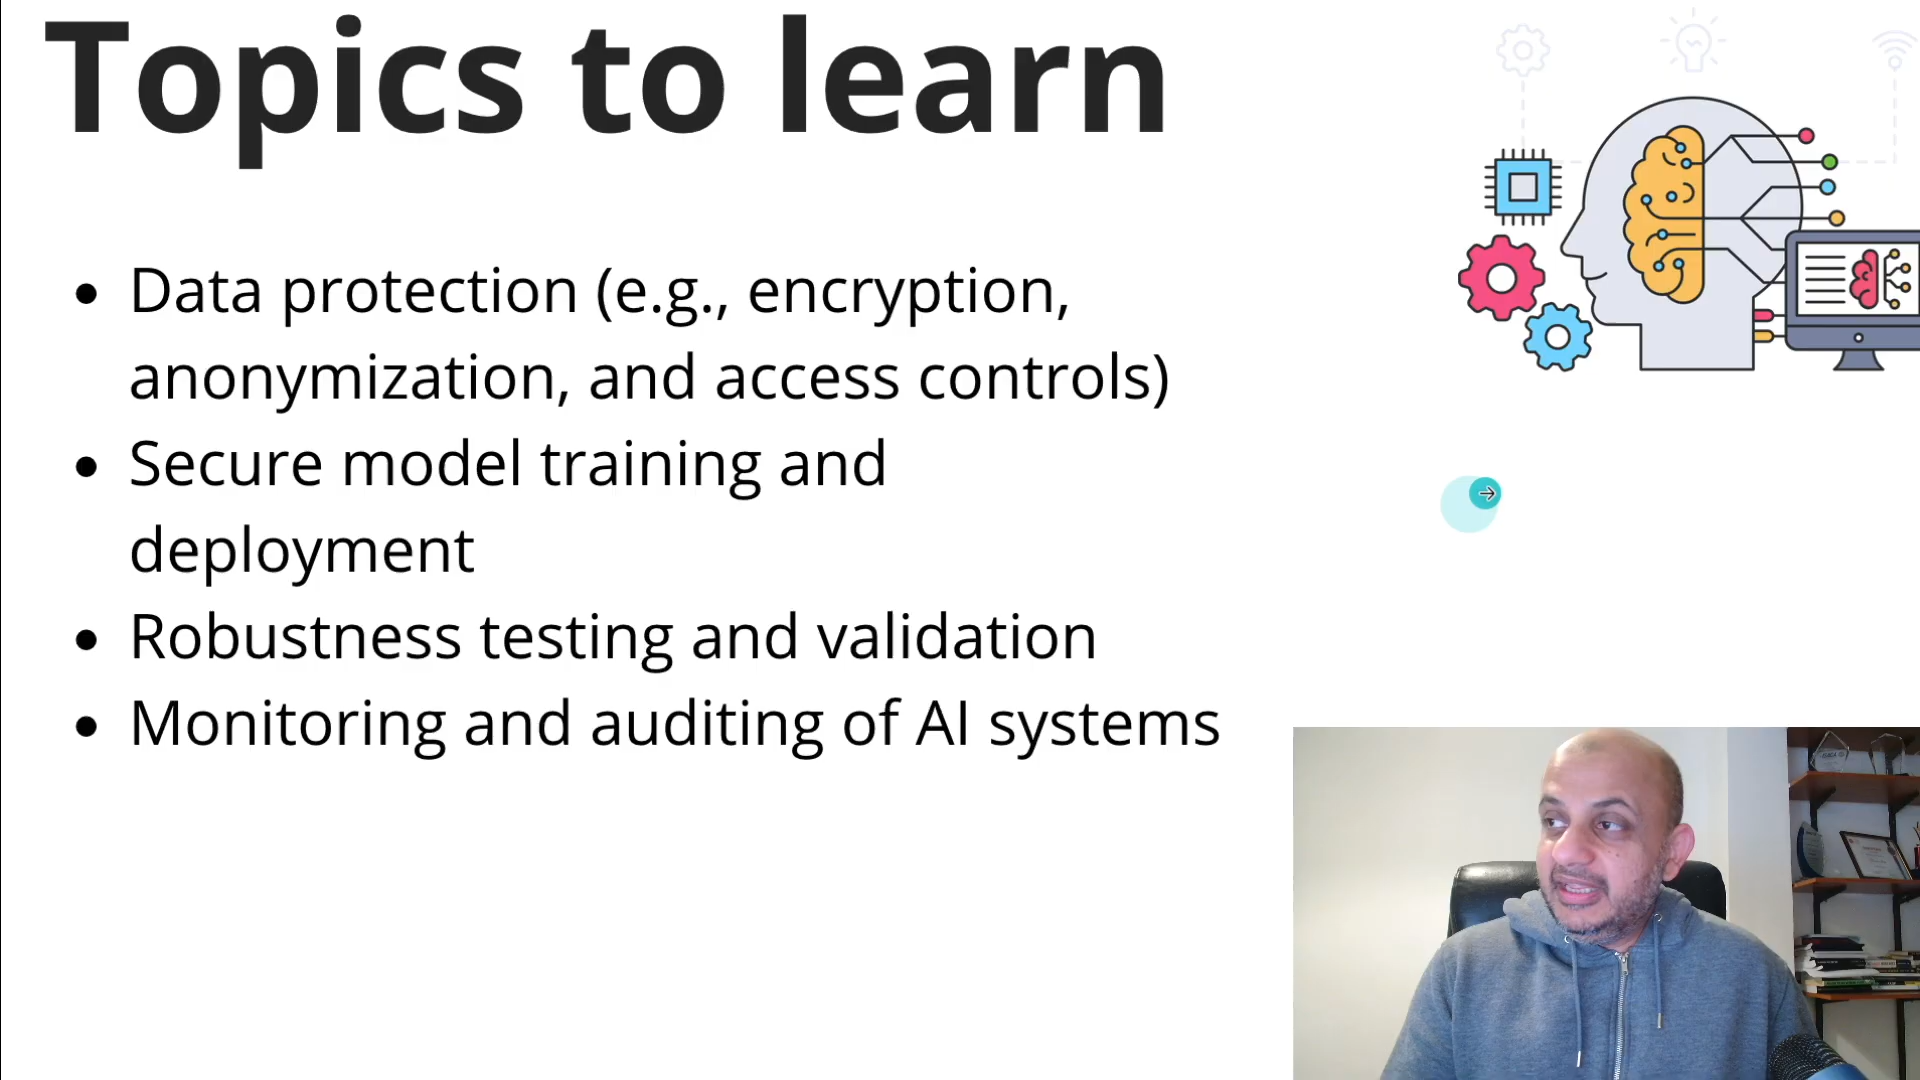 Topics to learn
• Data protection (e.g., encryption,
anonymization, and access controls)
• Secure model training and
deployment
• Robustness testing and validation
• Monitoring and auditing of AI systems